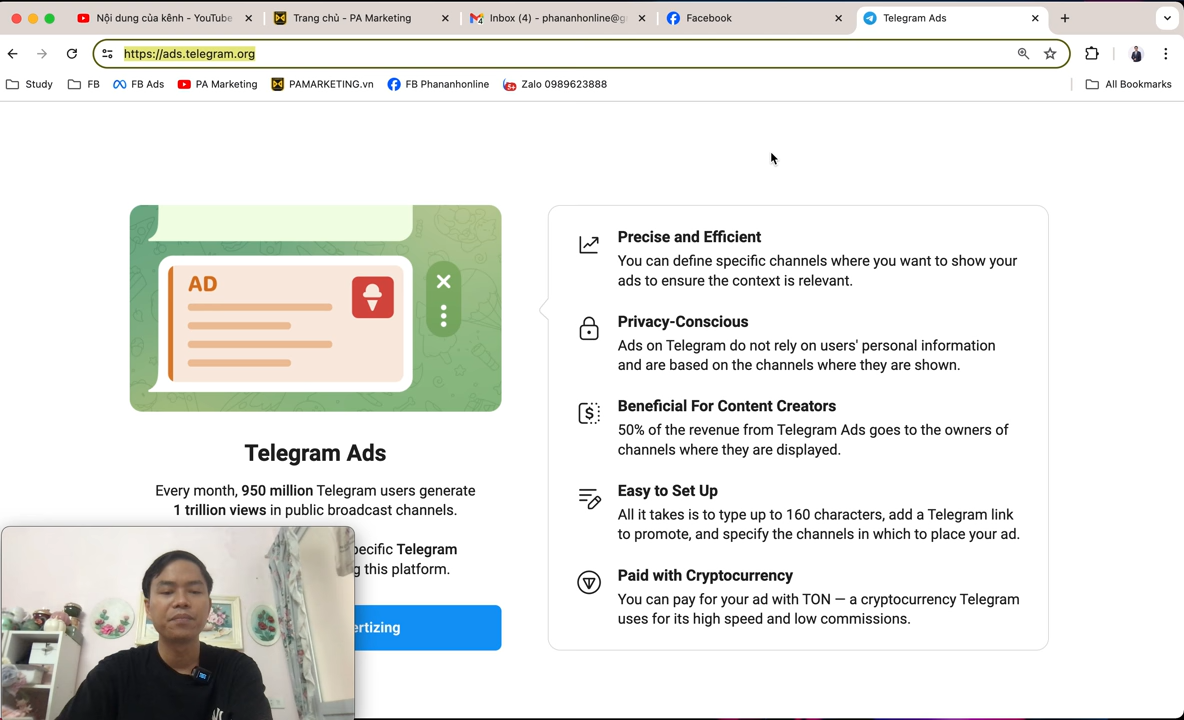 Nội dung của kênh - YouTube
Trang chủ - PA Marketing
Inbox (4) - phananhonline@g
Facebook
Telegram Ads
https://ads.telegram.org
Study
FB
FB Ads
PA Marketing
PAMARKETING.vn
FB Phananhonline
Zalo 0989623888
All Bookmarks
AD
Telegram Ads
Every month, 950 million Telegram users generate
1 trillion views in public broadcast channels.
ecific Telegram
g this platform.
ertizing
Precise and Efficient
You can define specific channels where you want to show your
ads to ensure the context is relevant.
Privacy-Conscious
Ads on Telegram do not rely on users' personal information
and are based on the channels where they are shown.
Beneficial For Content Creators
50% of the revenue from Telegram Ads goes to the owners of
channels where they are displayed.
Easy to Set Up
All it takes is to type up to 160 characters, add a Telegram link
to promote, and specify the channels in which to place your ad.
Paid with Cryptocurrency
You can pay for your ad with TON — a cryptocurrency Telegram
uses for its high speed and low commissions.